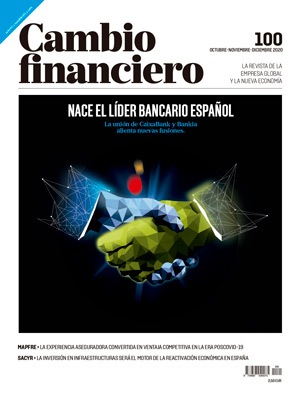 Cambio
financiero
100
OCTUBRE-NOVIEMBRE-DICIEMBRE 2020
LA REVISTA DE LA
EMPRESA GLOBAL
Y LA NUEVA ECONOMÍA
NACE EL LÍDER BANCARIO ESPAÑOL
La unión de CaixaBank y Bankia
alienta nuevas fusiones.
MAPFRE • LA EXPERIENCIA ASEGURADORA CONVERTIDA EN VENTAJA COMPETITIVA EN LA ERA POSCOVID-19
SACYR • LA INVERSIÓN EN INFRAESTRUCTURAS SERÁ EL MOTOR DE LA REACTIVACIÓN ECONÓMICA EN ESPAÑA